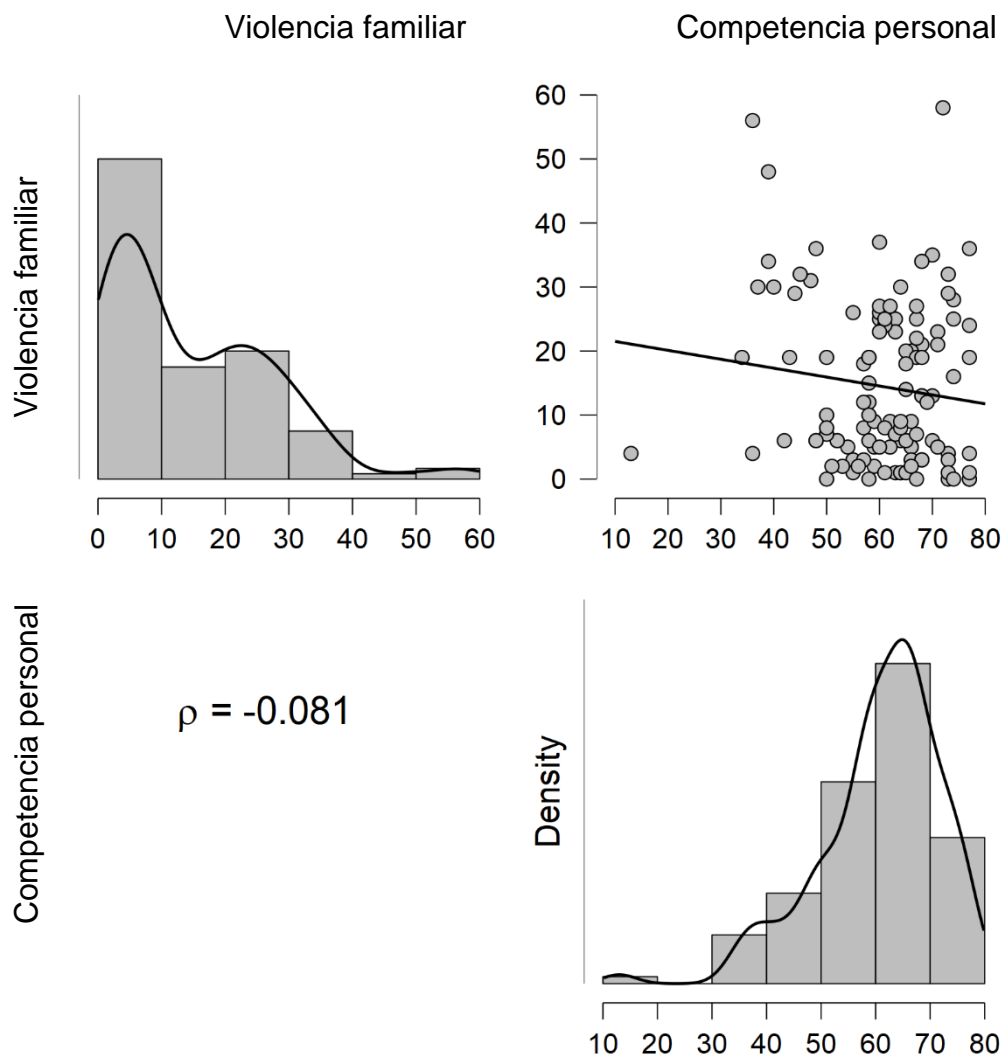 Violencia familiar
Competencia personal
Violencia familiar
60
50
40
30
20
10
0
0 10 20 30 40 50 60
10 20 30 40 50 60 70 80
Competencia personal
ρ = -0.081
Density
10 20 30 40 50 60 70 80